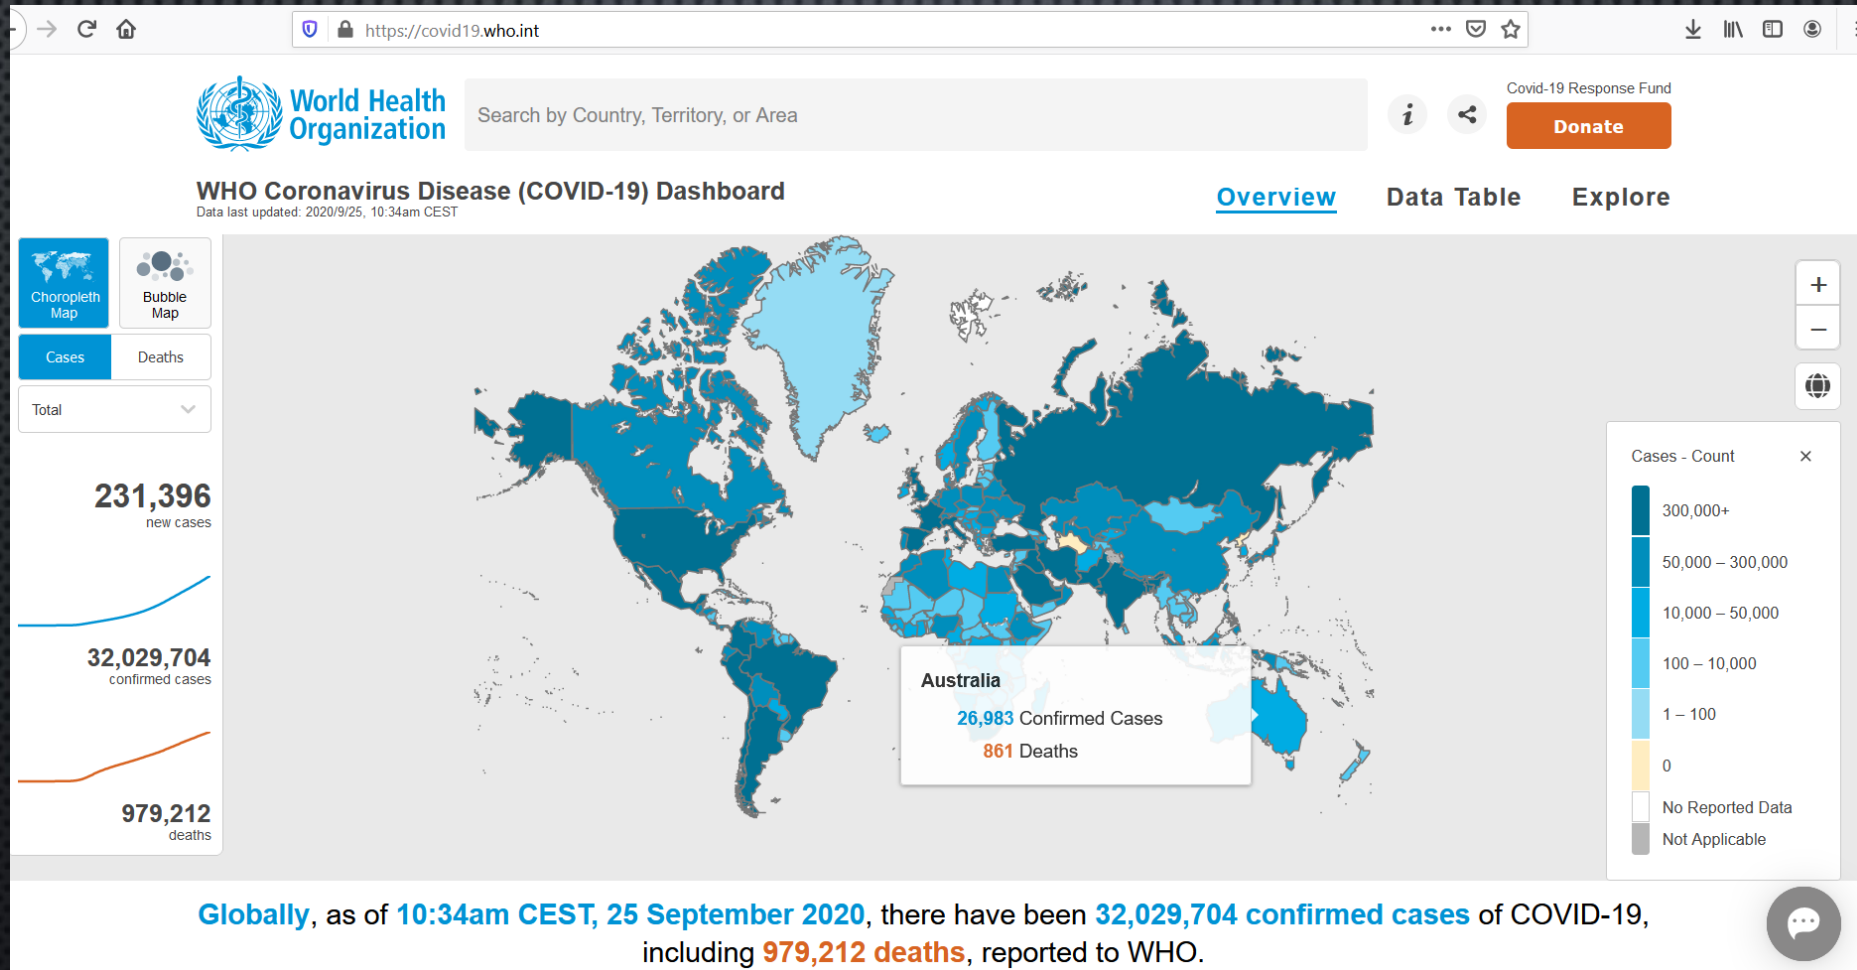 https://covid19.who.int
World Health
Organization
Search by Country, Territory, or Area
i
Covid-19 Response Fund
Donate
WHO Coronavirus Disease (COVID-19) Dashboard
Data last updated: 2020/9/25, 10:34am CEST
Overview
Data Table
Explore
Choropleth
Map
Bubble
Map
Cases
Deaths
Total
231,396
new cases
32,029,704
confirmed cases
979,212
deaths
Australia
26,983 Confirmed Cases
861 Deaths
+
−
Cases - Count
300,000+
50,000 – 300,000
10,000 – 50,000
100 – 10,000
1 – 100
0
No Reported Data
Not Applicable
Globally, as of 10:34am CEST, 25 September 2020, there have been 32,029,704 confirmed cases of COVID-19,
including 979,212 deaths, reported to WHO.